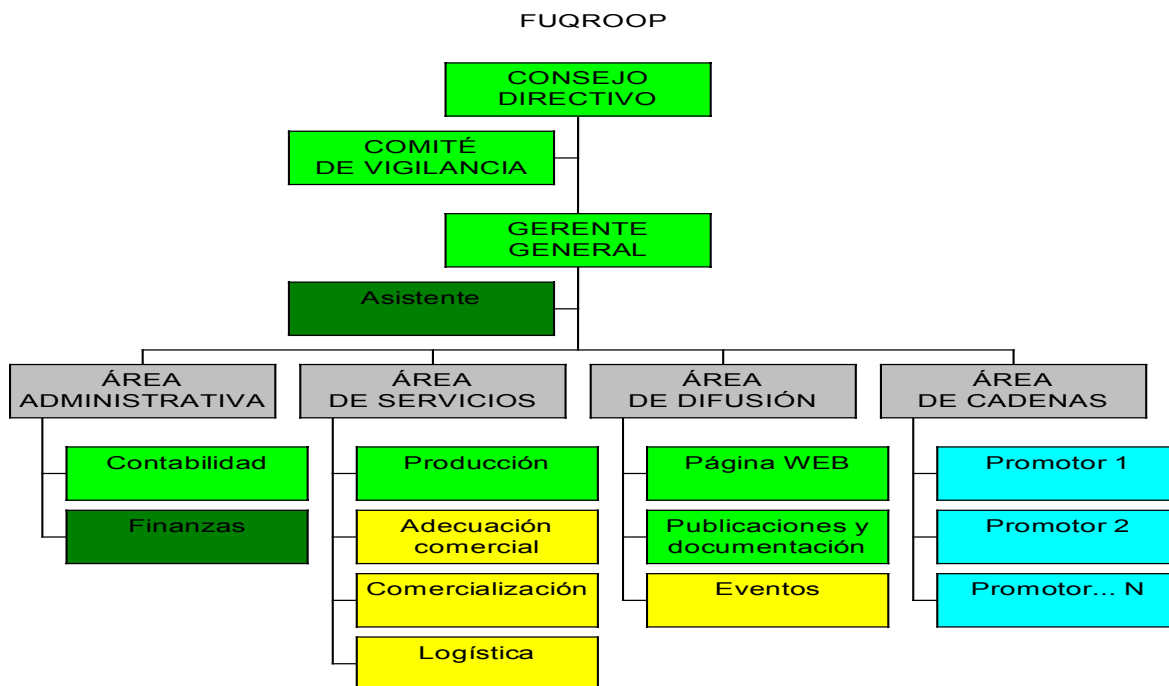 FUQROOP
CONSEJO
DIRECTIVO
COMITÉ
DE VIGILANCIA
GERENTE
GENERAL
Asistente
ÁREA
ADMINISTRATIVA
ÁREA
DE SERVICIOS
ÁREA
DE DIFUSIÓN
ÁREA
DE CADENAS
Contabilidad
Finanzas
Producción
Adecuación
comercial
Comercialización
Logística
Página WEB
Publicaciones y
documentación
Eventos
Promotor 1
Promotor 2
Promotor... N